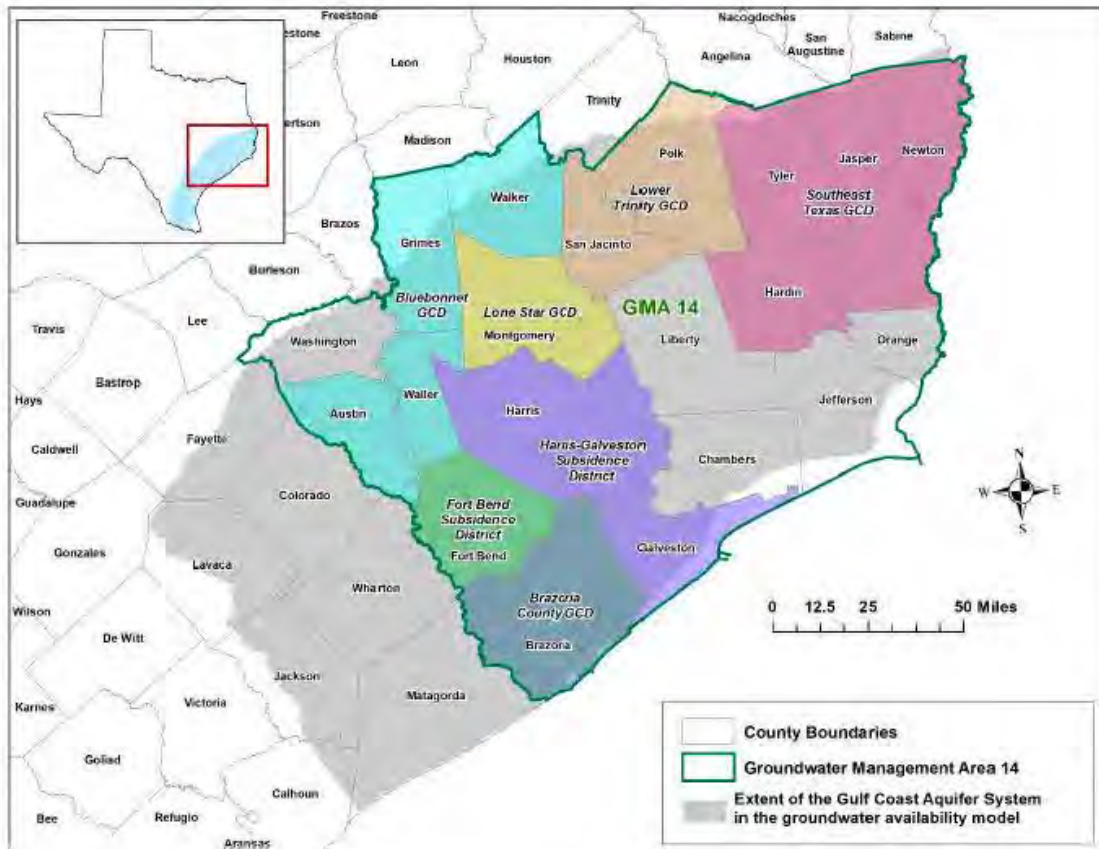 Freestone
estone
Leon
Houston
Nacogdoches
San
Augustine
Sabine
Angelina
Trinity
ertson
Madison
Polk
Newton
Jasper
Tyler
Walker
Lower
Trinity GCD
Southeast
Texas GCD
Brazos
Grimes
San Jacinto
Burleson
Hardin
Bluebonnet
GCD
Lone Star GCD
GMA 14
Lee
Travis
Washington
Montgomery
Liberty
Orange
Bastrop
Waller
Jefferson
Hays
Austin
Harris
Fayette
Harris-Galveston
Subsidence
District
Chambers
Caldwell
N
W E
S
Colorado
Fort Bend
Subsidence
District
Guadalupe
Fort Bend
Galveston
Gonzales
Lavaca
Wharton
Brazoria
County GCD
0 12.5 25 50 Miles
Wilson
De Witt
Brazoria
Jackson
Matagorda
Karnes
Victoria
County Boundaries
Goliad
Groundwater Management Area 14
Calhoun
Extent of the Gulf Coast Aquifer System
in the groundwater availability model
Bee
Refugio
Aransas